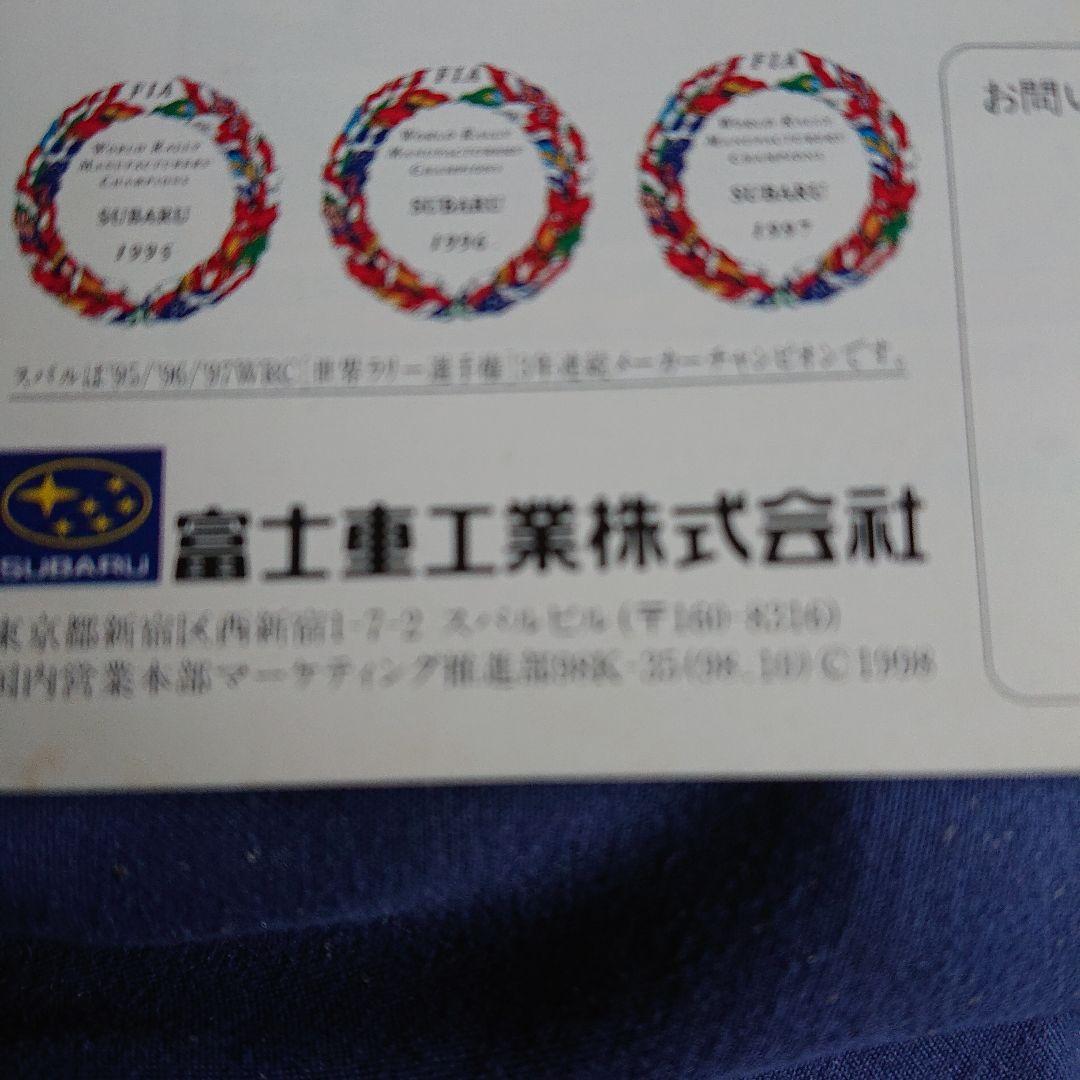 FIA
WORLD RALLY
MANUFACTURERS
CHAMPIONS
SUBARU
1995
FIA
WORLD RALLY
MANUFACTURERS
CHAMPIONS
SUBARU
1996
FIA
WORLD RALLY
MANUFACTURERS
CHAMPIONS
SUBARU
1997
お問い
スバルは'95/'96/'97WRC[世界ラリー選手権]3年連続メーカーチャンピオンです。
SUBARU
富士重工業株式会社
東京都新宿区西新宿1-7-2 スバルビル(〒160-8316)
国内営業本部マーケティング推進部98K-35(98.10)©1998